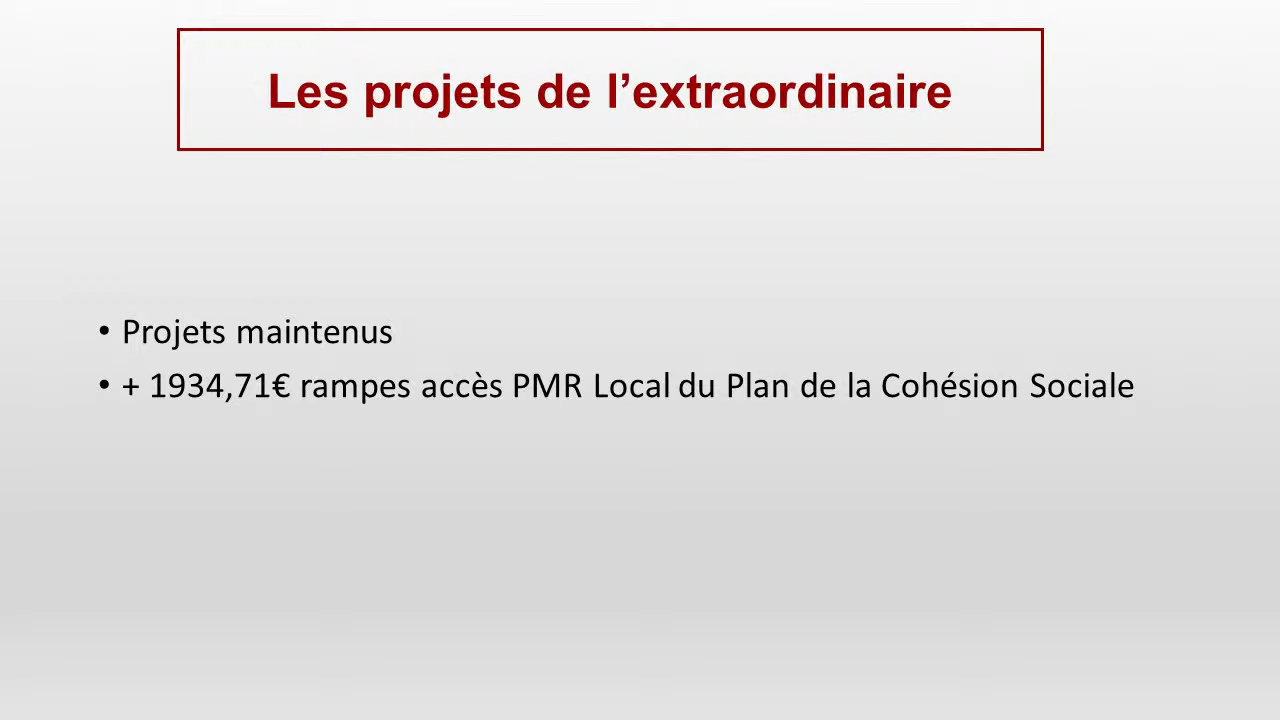 Les projets de l’extraordinaire
• Projets maintenus
• + 1934,71€ rampes accès PMR Local du Plan de la Cohésion Sociale